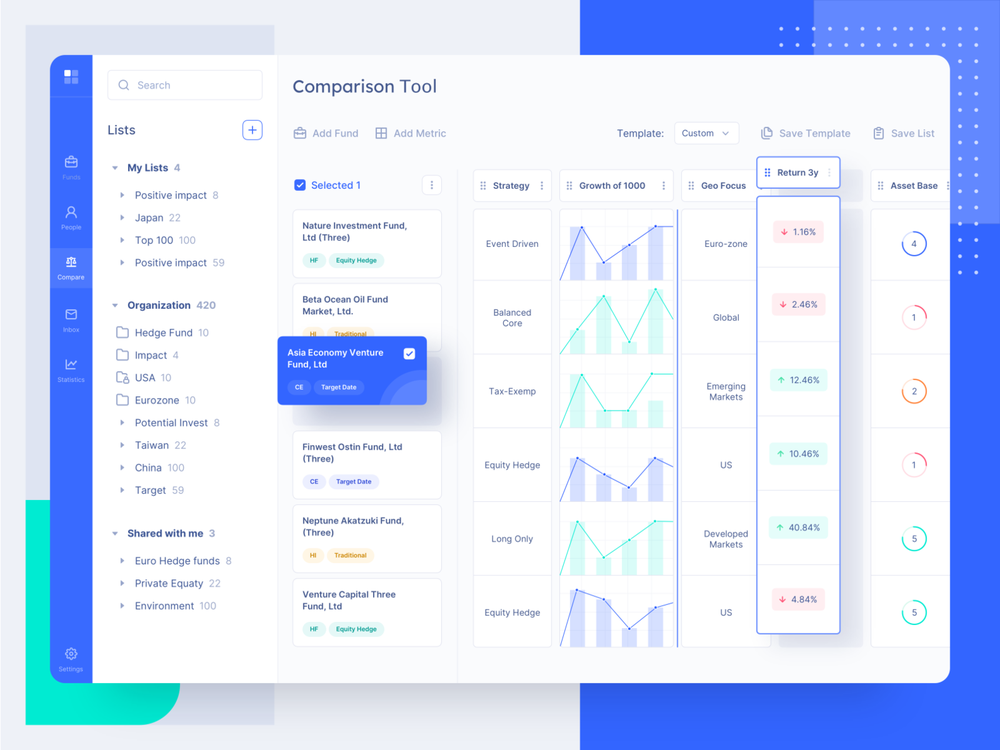 Search
Lists
+
My Lists 4
Positive impact 8
Japan 22
Top 100 100
Positive impact 59
Organization 420
Hedge Fund 10
Impact 4
USA 10
Eurozone 10
Potential Invest 8
Taiwan 22
China 100
Target 59
Shared with me 3
Euro Hedge funds 8
Private Equaty 22
Environment 100
Funds
People
Compare
Inbox
Statistics
Settings
Comparison Tool
Add Fund
Add Metric
Template:
Custom
Save Template
Save List
Selected 1
Strategy
Growth of 1000
Geo Focus
Return 3y
Asset Base
Nature Investment Fund,
Ltd (Three)
HF
Equity Hedge
Event Driven
Euro-zone
1.16%
4
Beta Ocean Oil Fund
Market, Ltd.
HI
Traditional
Balanced
Core
Global
2.46%
1
Asia Economy Venture
Fund, Ltd
CE
Target Date
Tax-Exemp
Emerging
Markets
12.46%
2
Finwest Ostin Fund, Ltd
(Three)
CE
Target Date
Equity Hedge
US
10.46%
1
Neptune Akatzuki Fund,
(Three)
HI
Traditional
Long Only
Developed
Markets
40.84%
5
Venture Capital Three
Fund, Ltd
HF
Equity Hedge
Equity Hedge
US
4.84%
5